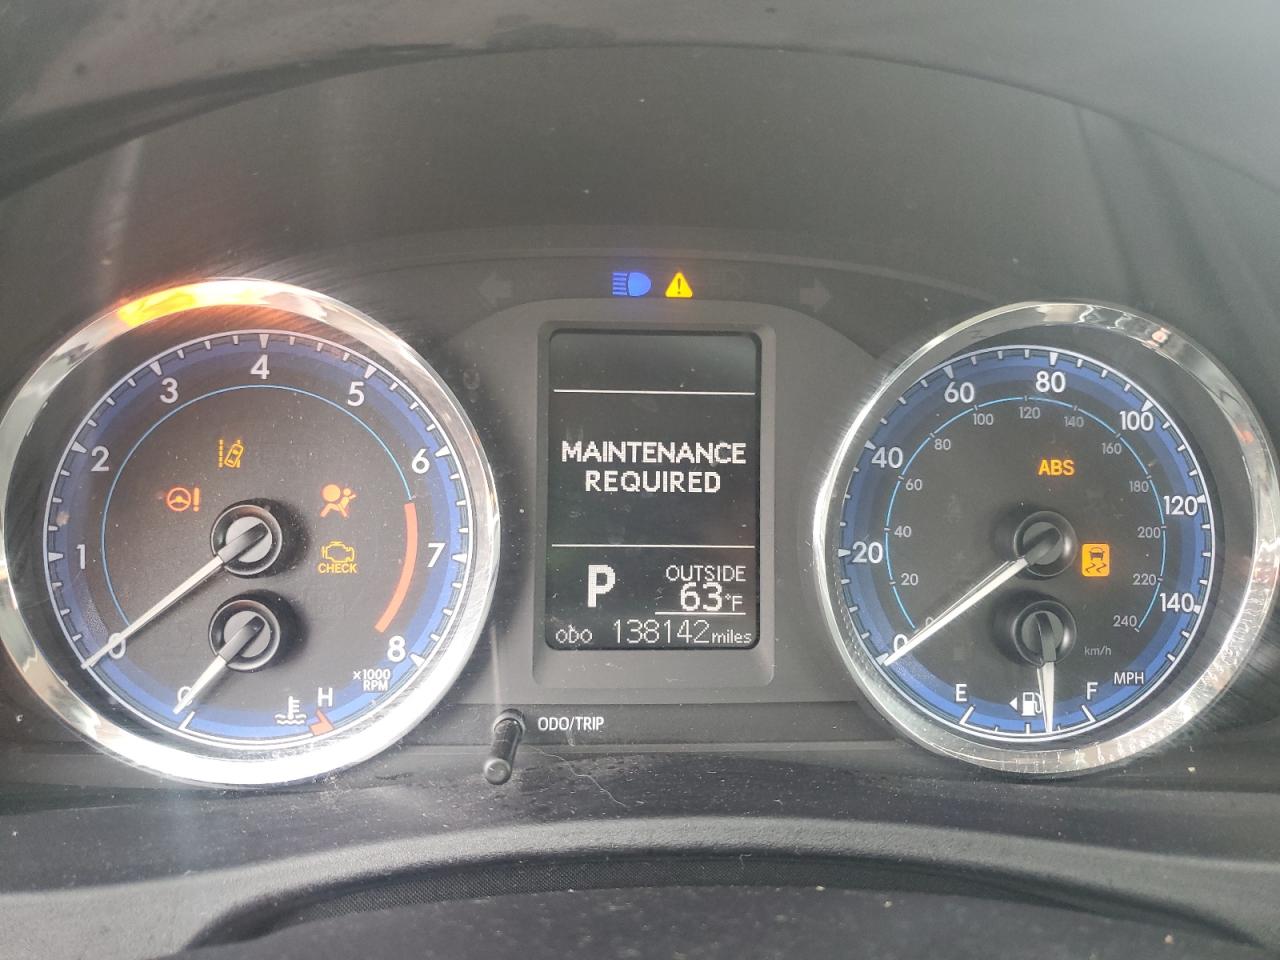 4
3
5
2
6
1
7
CHECK
0
8
×1000
RPM
C
H
MAINTENANCE
REQUIRED
P
OUTSIDE
63°F
ODO 138142 miles
ODO/TRIP
80
60
100
40
120
20
140
0
100
120
140
80
160
60
180
40
200
20
220
0
240
ABS
km/h
MPH
E
F